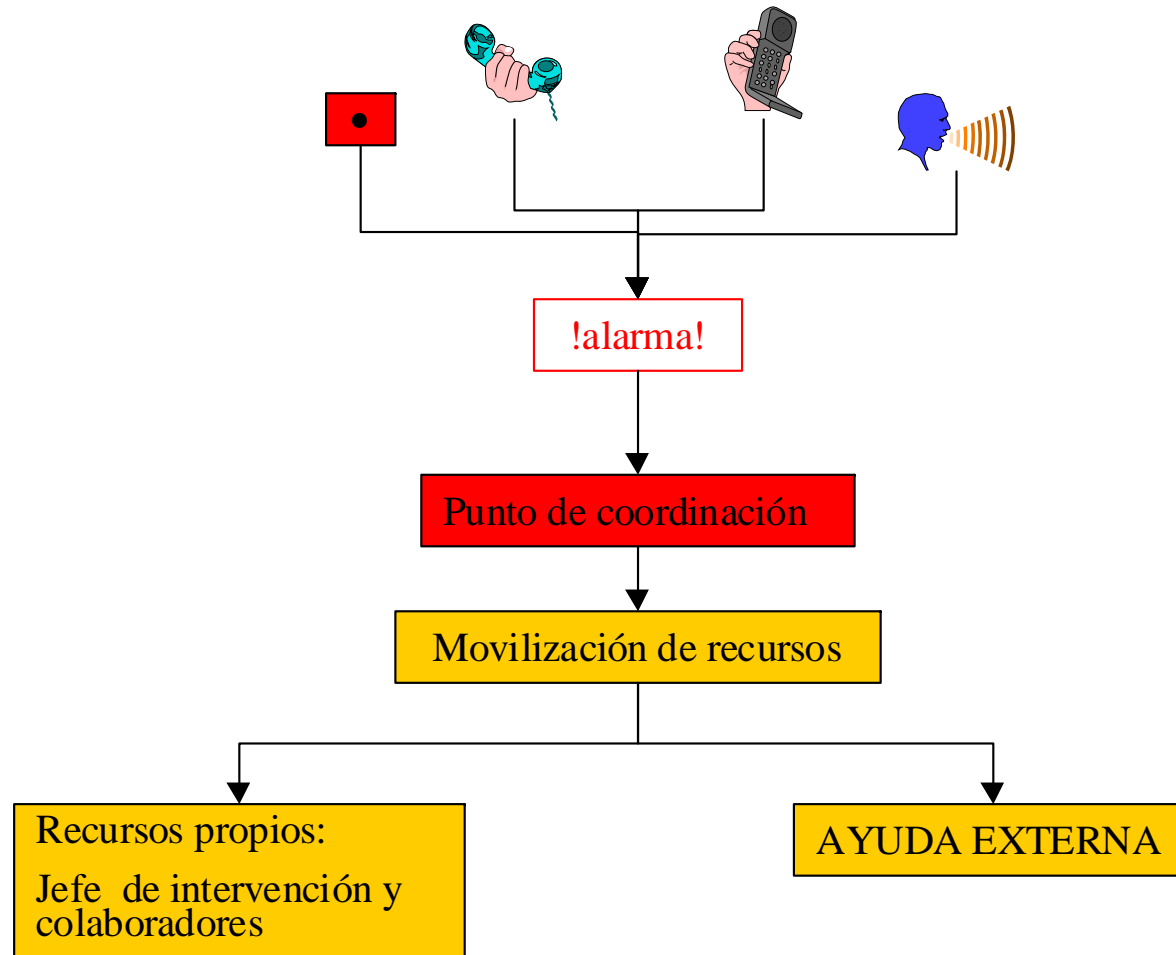 !alarma!
Punto de coordinación
Movilización de recursos
Recursos propios:
Jefe de intervención y
colaboradores
AYUDA EXTERNA